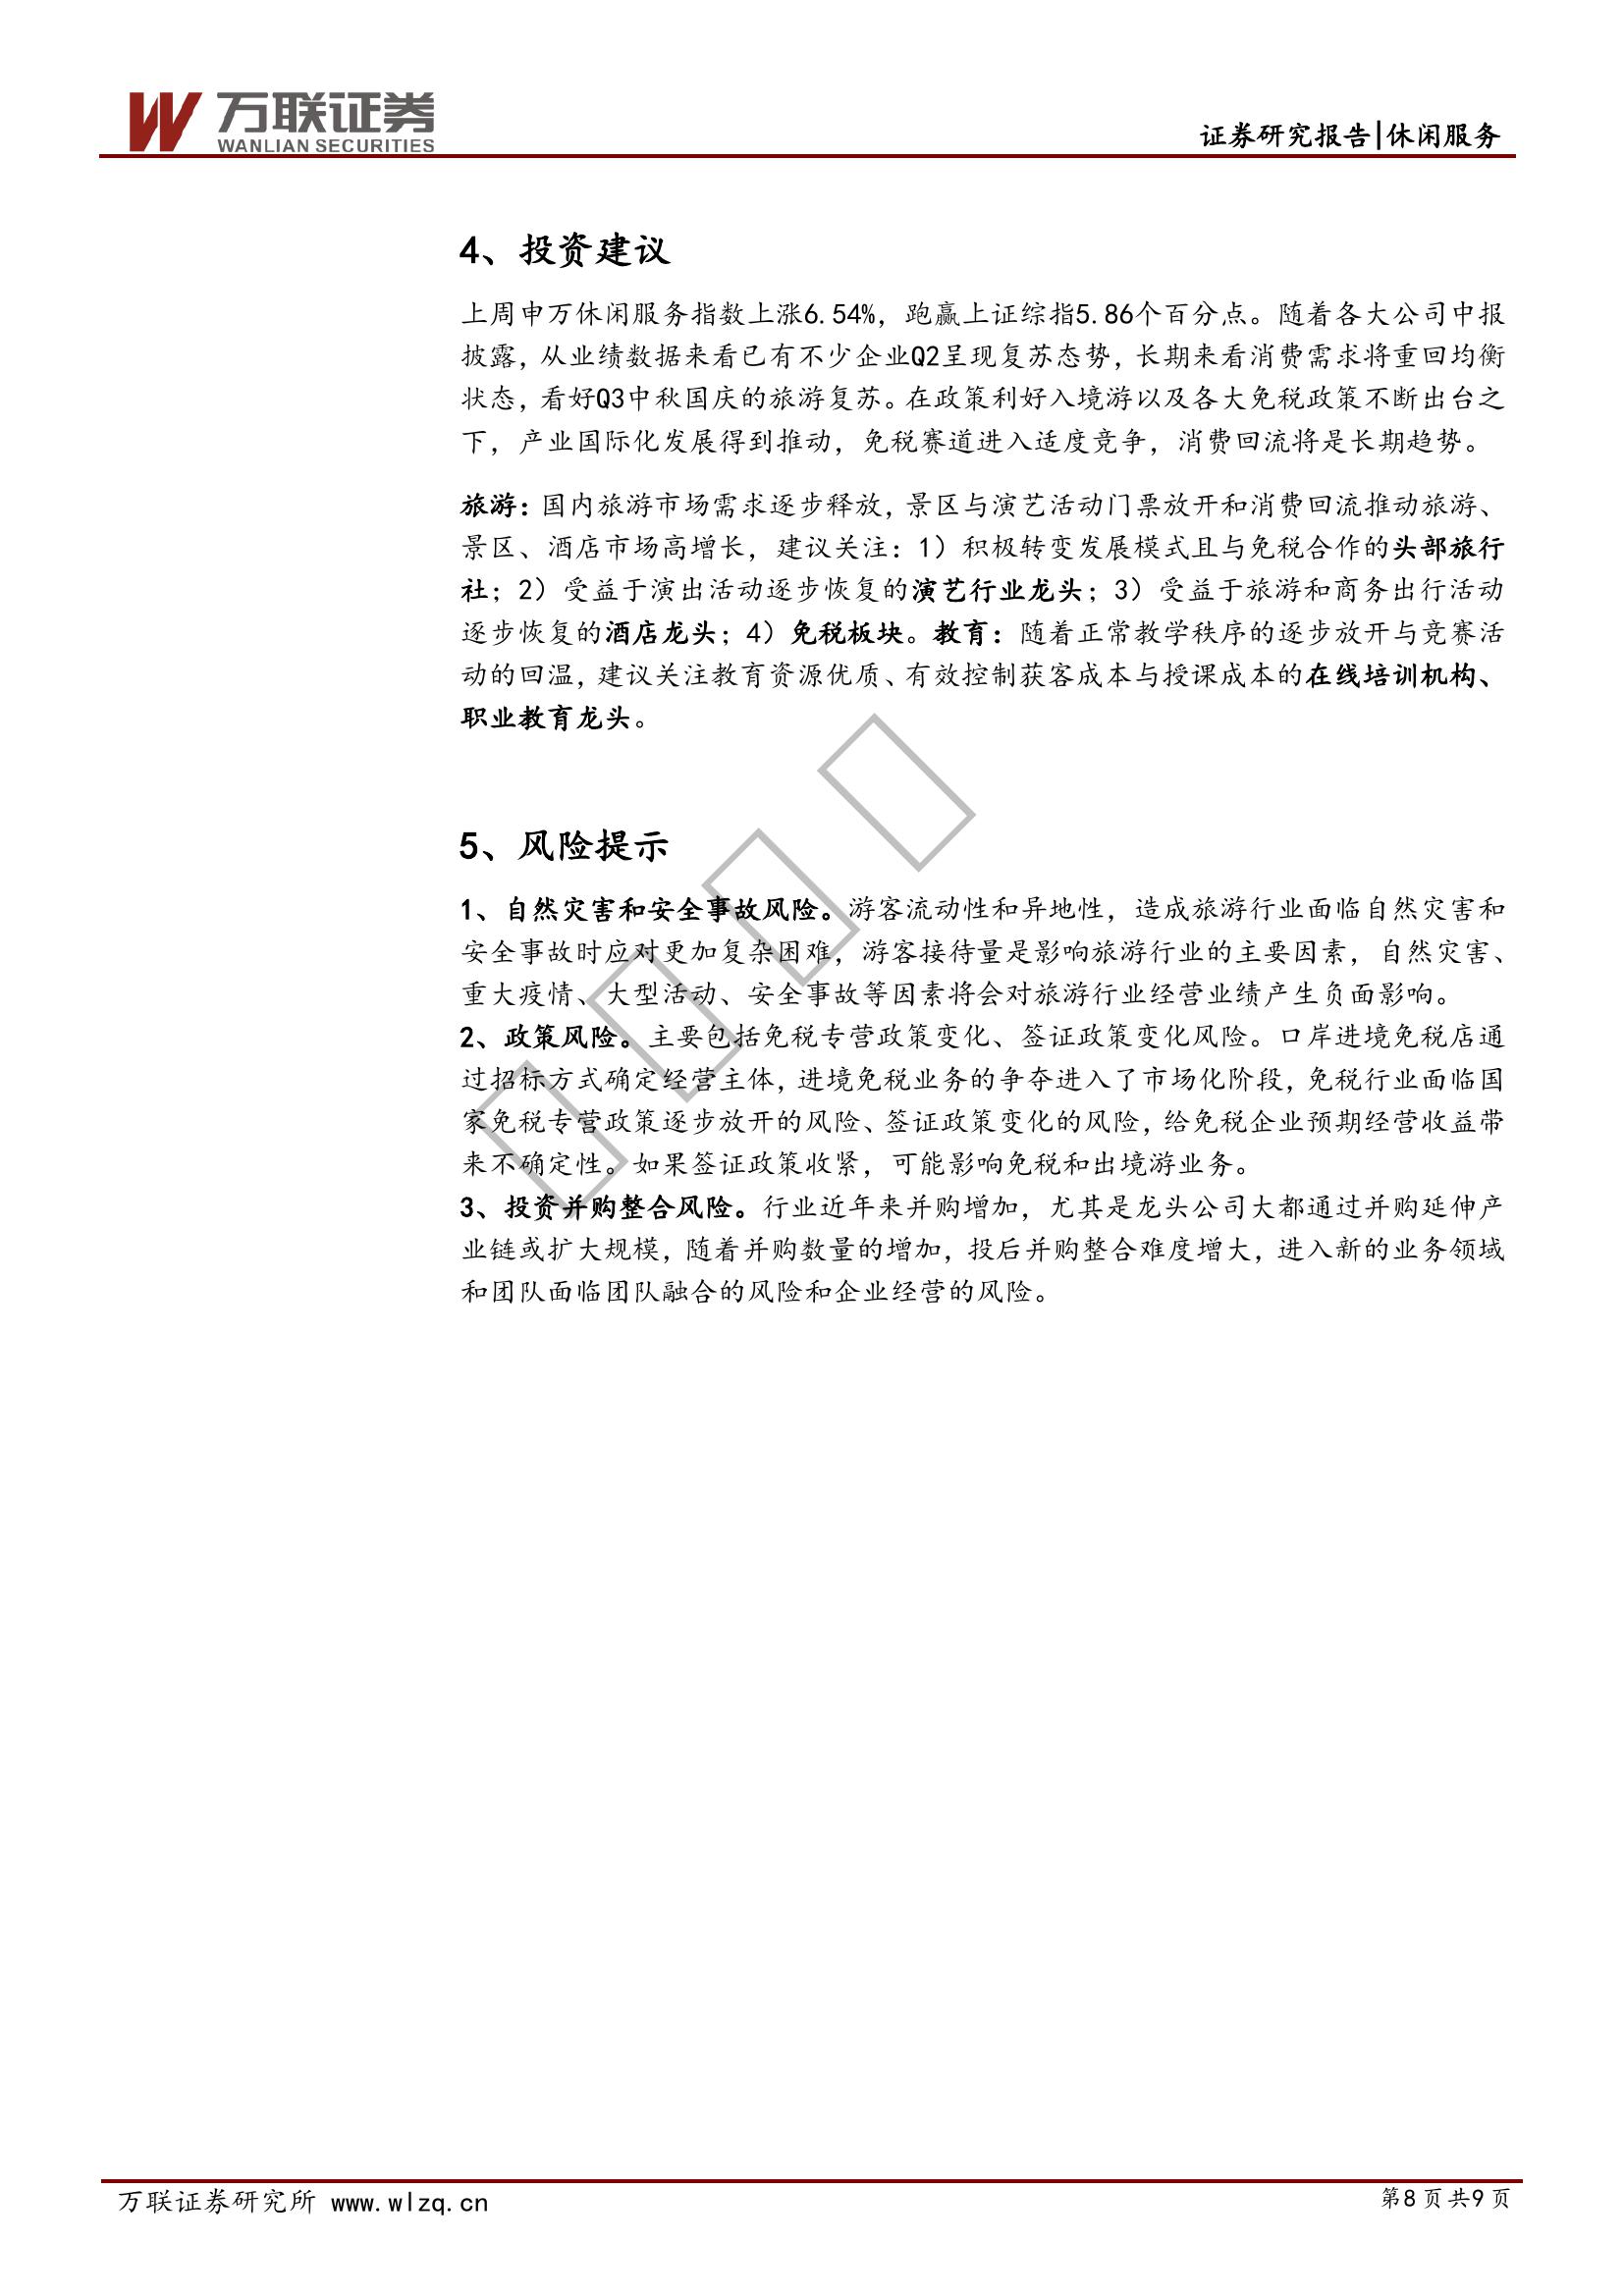 万联证券
WANLIAN SECURITIES
证券研究报告|休闲服务
4、投资建议
上周申万休闲服务指数上涨6.54%，跑赢上证综指5.86个百分点。随着各大公司中报
披露，从业绩数据来看已有不少企业Q2呈现复苏态势，长期来看消费需求将重回均衡
状态，看好Q3中秋国庆的旅游复苏。在政策利好入境游以及各大免税政策不断出台之
下，产业国际化发展得到推动，免税赛道进入适度竞争，消费回流将是长期趋势。
旅游：国内旅游市场需求逐步释放，景区与演艺活动门票放开和消费回流推动旅游、
景区、酒店市场高增长，建议关注：1）积极转变发展模式且与免税合作的头部旅行
社；2）受益于演出活动逐步恢复的演艺行业龙头；3）受益于旅游和商务出行活动
逐步恢复的酒店龙头；4）免税板块。教育：随着正常教学秩序的逐步放开与竞赛活
动的回温，建议关注教育资源优质、有效控制获客成本与授课成本的在线培训机构、
职业教育龙头。
5、风险提示
1、自然灾害和安全事故风险。游客流动性和异地性，造成旅游行业面临自然灾害和
安全事故时应对更加复杂困难，游客接待量是影响旅游行业的主要因素，自然灾害、
重大疫情、大型活动、安全事故等因素将会对旅游行业经营业绩产生负面影响。
2、政策风险。主要包括免税专营政策变化、签证政策变化风险。口岸进境免税店通
过招标方式确定经营主体，进境免税业务的争夺进入了市场化阶段，免税行业面临国
家免税专营政策逐步放开的风险、签证政策变化的风险，给免税企业预期经营收益带
来不确定性。如果签证政策收紧，可能影响免税和出境游业务。
3、投资并购整合风险。行业近年来并购增加，尤其是龙头公司大都通过并购延伸产
业链或扩大规模，随着并购数量的增加，投后并购整合难度增大，进入新的业务领域
和团队面临团队融合的风险和企业经营的风险。
万联证券研究所 www.wlzq.cn
第8页共9页